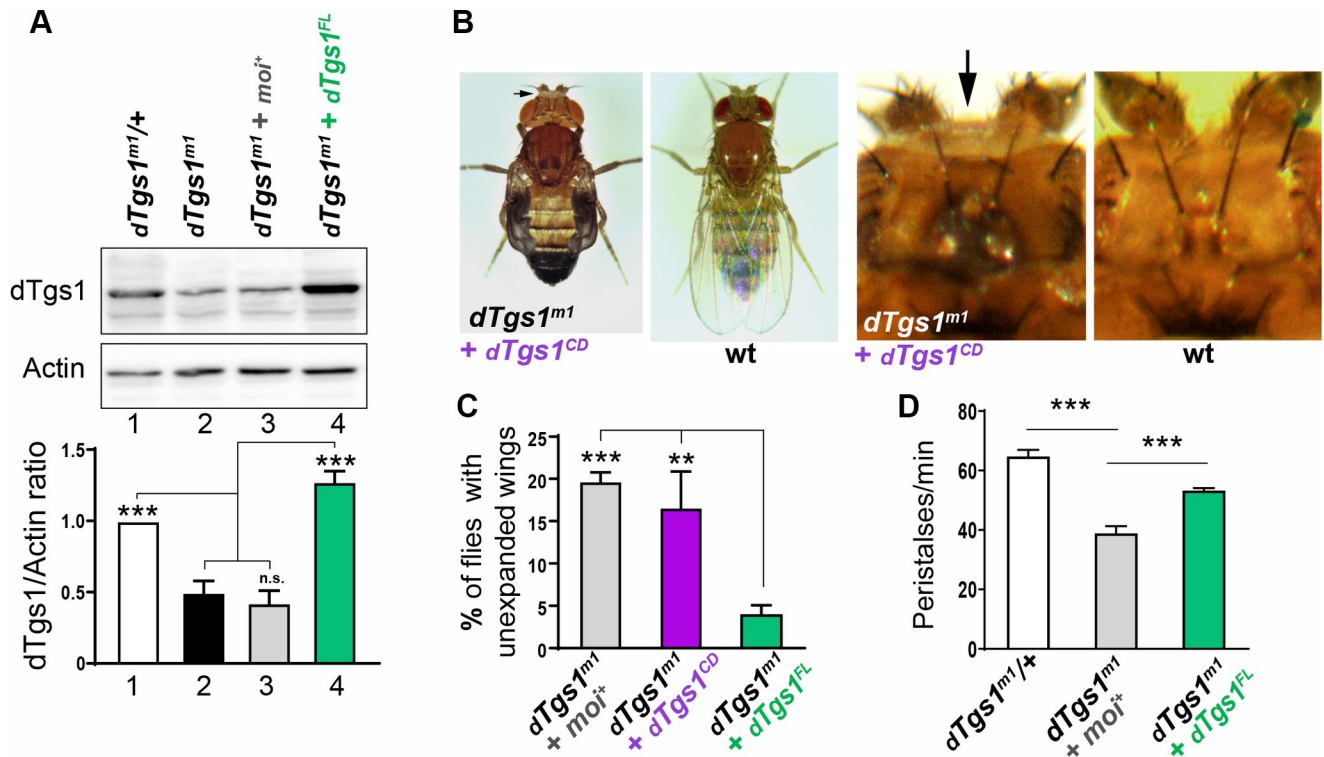 A
dTgs1m1/+
dTgs1m1
dTgs1m1 + moi+
dTgs1m1 + dTgs1FL
dTgs1
Actin
1 2 3 4
dTgs1/Actin ratio
1.5
1.0
0.5
0
***
n.s.
***
1 2 3 4
B
dTgs1m1
+ dTgs1CD
wt
dTgs1m1
+ dTgs1CD
wt
C
% of flies with
unexpanded wings
25
20
15
10
5
0
***
**
dTgs1m1
+ moi+
dTgs1m1
+ dTgs1CD
dTgs1m1
+ dTgs1FL
D
Peristalses/min
80
60
40
20
0
***
***
dTgs1m1/+
dTgs1m1
+ moi+
dTgs1m1
+ dTgs1FL